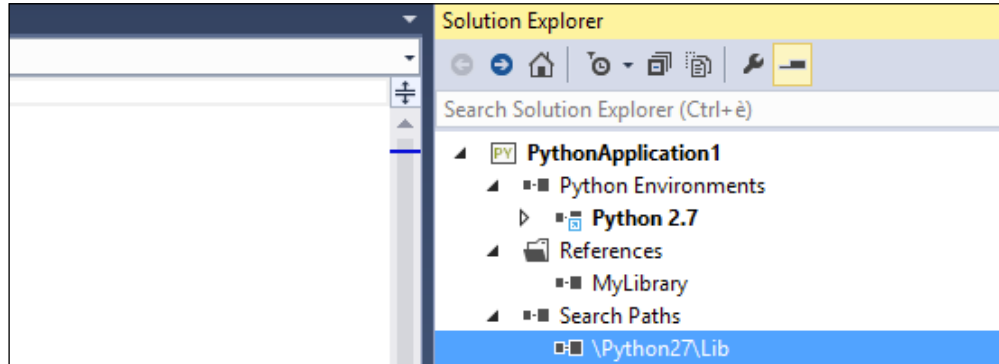 Solution Explorer
Search Solution Explorer (Ctrl+è)
PY PythonApplication1
Python Environments
Python 2.7
References
MyLibrary
Search Paths
\Python27\Lib